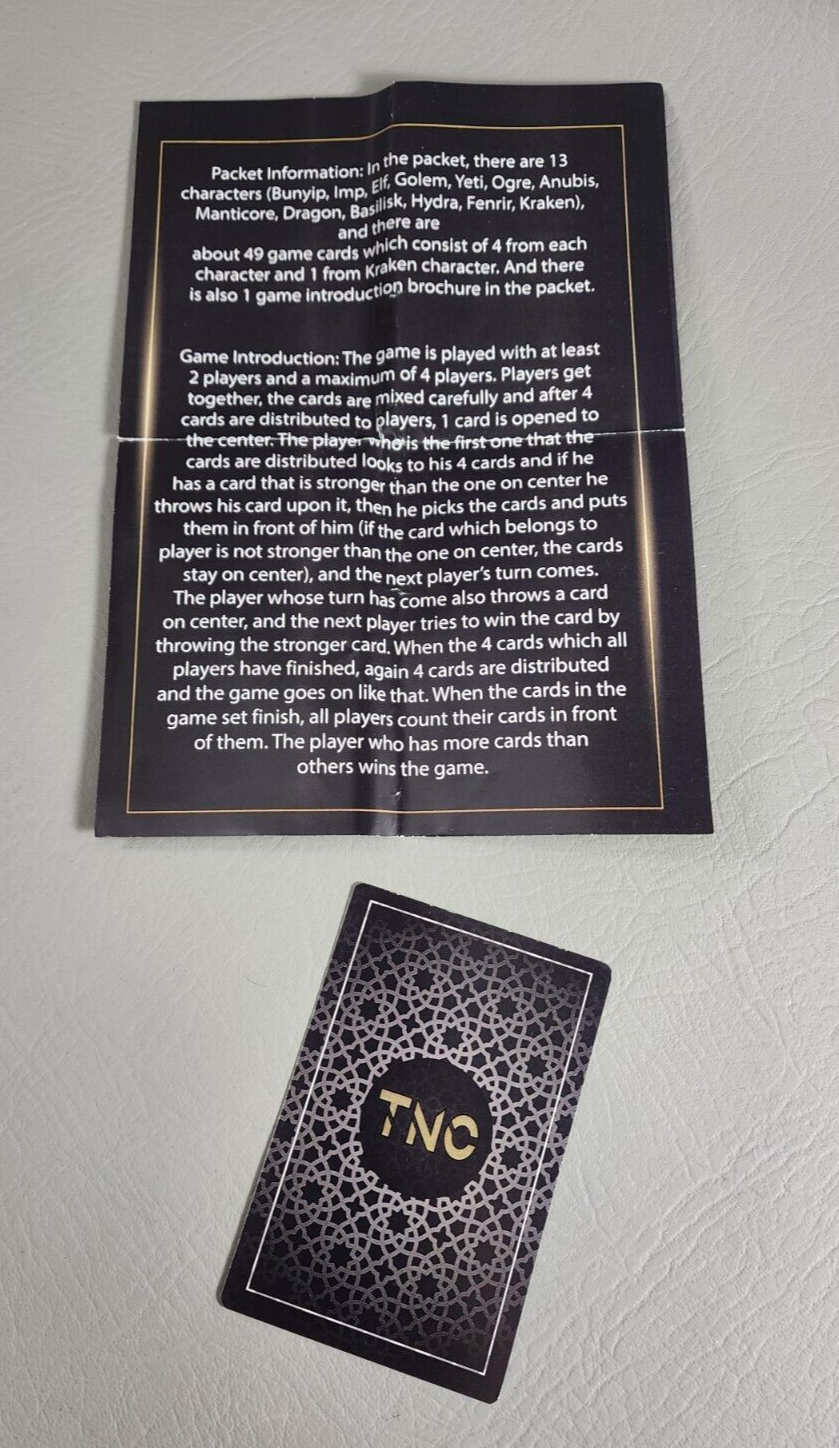 Packet Information: In the packet, there are 13
characters (Bunyip, Imp, Elf, Golem, Yeti, Ogre, Anubis,
Manticore, Dragon, Basilisk, Hydra, Fenrir, Kraken),
and there are
about 49 game cards which consist of 4 from each
character and 1 from Kraken character. And there
is also 1 game introduction brochure in the packet.
Game Introduction: The game is played with at least
2 players and a maximum of 4 players. Players get
together, the cards are mixed carefully and after 4
cards are distributed to players, 1 card is opened to
the center. The player who is the first one that the
cards are distributed looks to his 4 cards and if he
has a card that is stronger than the one on center he
throws his card upon it, then he picks the cards and puts
them in front of him (if the card which belongs to
player is not stronger than the one on center, the cards
stay on center), and the next player's turn comes.
The player whose turn has come also throws a card
on center, and the next player tries to win the card by
throwing the stronger card. When the 4 cards which all
players have finished, again 4 cards are distributed
and the game goes on like that. When the cards in the
game set finish, all players count their cards in front
of them. The player who has more cards than
others wins the game.
TNC